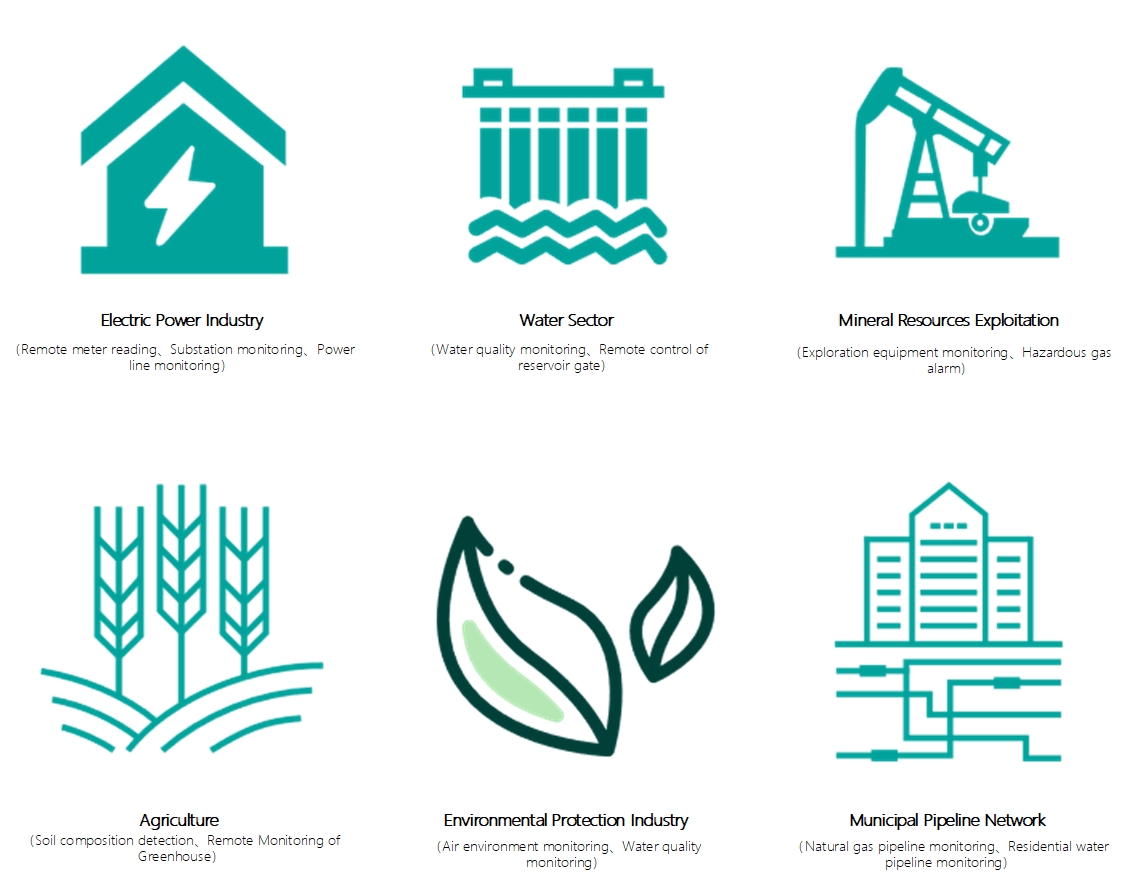 Electric Power Industry
(Remote meter reading、Substation monitoring、Power
line monitoring)
Water Sector
(Water quality monitoring、Remote control of
reservoir gate)
Mineral Resources Exploitation
(Exploration equipment monitoring、Hazardous gas
alarm)
Agriculture
(Soil composition detection、Remote Monitoring of
Greenhouse)
Environmental Protection Industry
(Air environment monitoring、Water quality
monitoring)
Municipal Pipeline Network
(Natural gas pipeline monitoring、Residential water
pipeline monitoring)